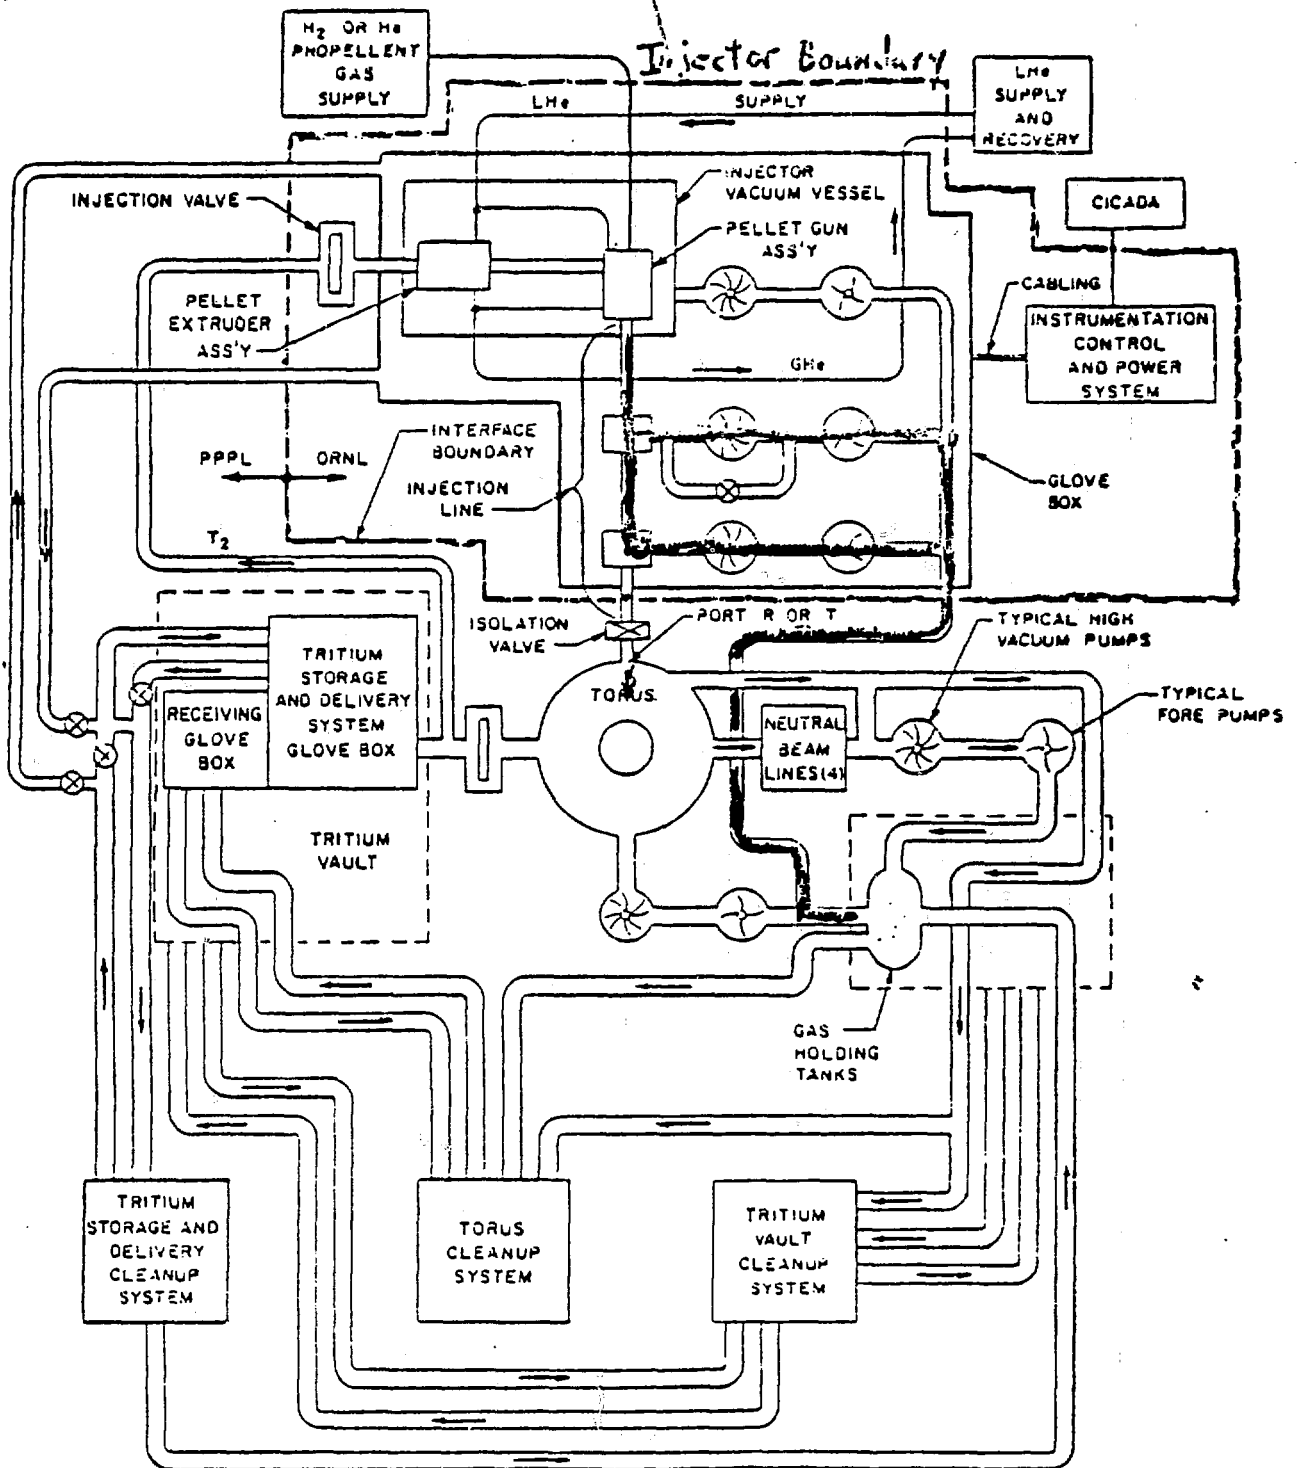 H₂ OR He
PROPELLENT
GAS
SUPPLY
Injector Boundary
LHe SUPPLY
LHe
SUPPLY
AND
RECOVERY
INJECTION VALVE
INJECTOR
VACUUM VESSEL
CICADA
PELLET GUN
ASS'Y
PELLET
EXTRUDER
ASS'Y
CABLING
INSTRUMENTATION
CONTROL
AND POWER
SYSTEM
GHe
INTERFACE
BOUNDARY
PPPL
ORNL
INJECTION
LINE
GLOVE
BOX
T₂
ISOLATION
VALVE
PORT R OR T
TYPICAL HIGH
VACUUM PUMPS
TRITIUM
STORAGE
AND DELIVERY
SYSTEM
GLOVE BOX
RECEIVING
GLOVE
BOX
TORUS
NEUTRAL
BEAM
LINES(4)
TYPICAL
FORE PUMPS
TRITIUM
VAULT
GAS
HOLDING
TANKS
TRITIUM
STORAGE AND
DELIVERY
CLEANUP
SYSTEM
TORUS
CLEANUP
SYSTEM
TRITIUM
VAULT
CLEANUP
SYSTEM